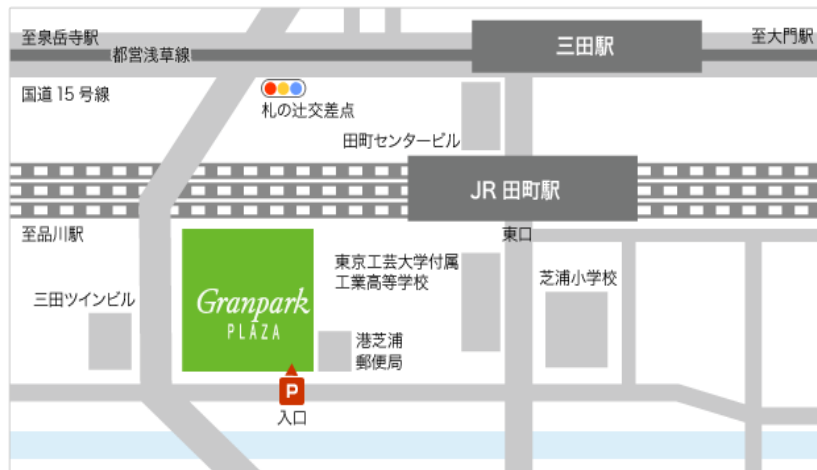 至泉岳寺駅
都営浅草線
三田駅
至大門駅
国道15号線
札の辻交差点
田町センタービル
JR 田町駅
至品川駅
東口
東京工芸大学付属
工業高等学校
芝浦小学校
三田ツインビル
Granpark
PLAZA
港芝浦
郵便局
P
入口